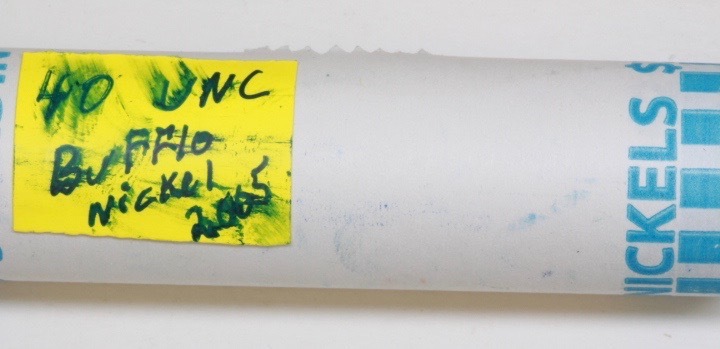 40 UNC
Bufflo
Nickel
2005
NICKELS $